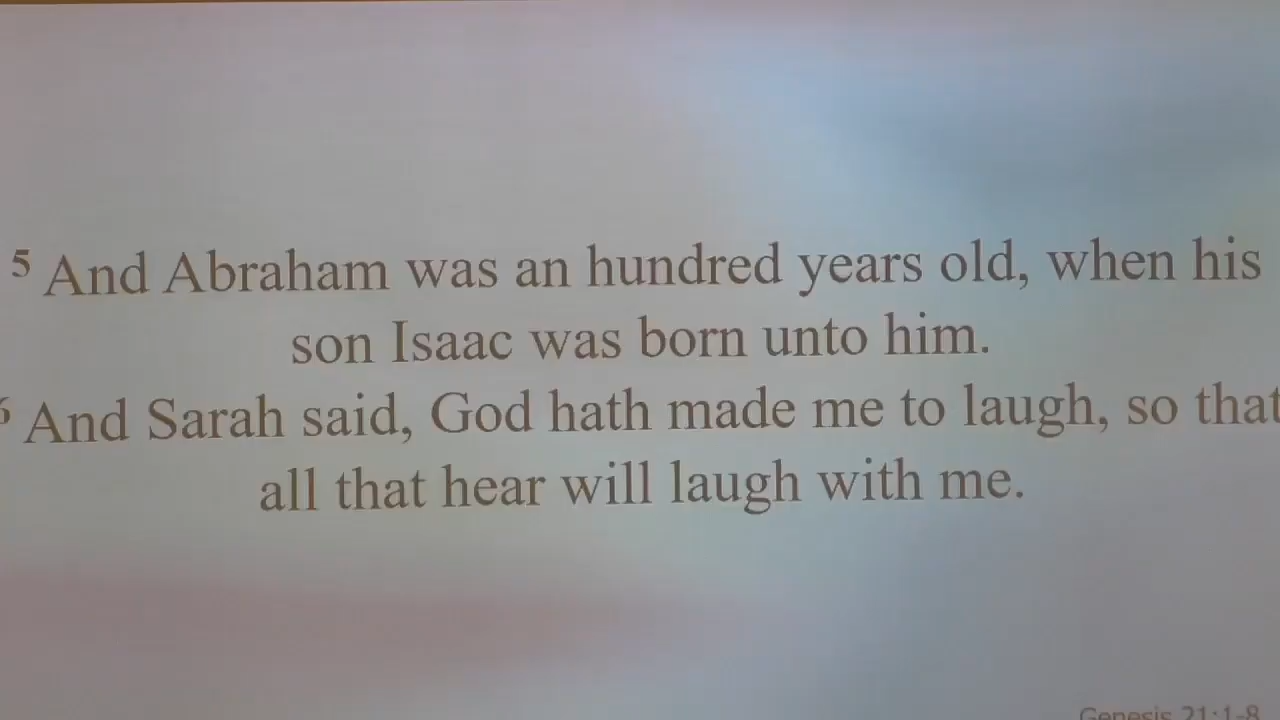 5 And Abraham was an hundred years old, when his
son Isaac was born unto him.
6 And Sarah said, God hath made me to laugh, so that
all that hear will laugh with me.
Genesis 21:1-8